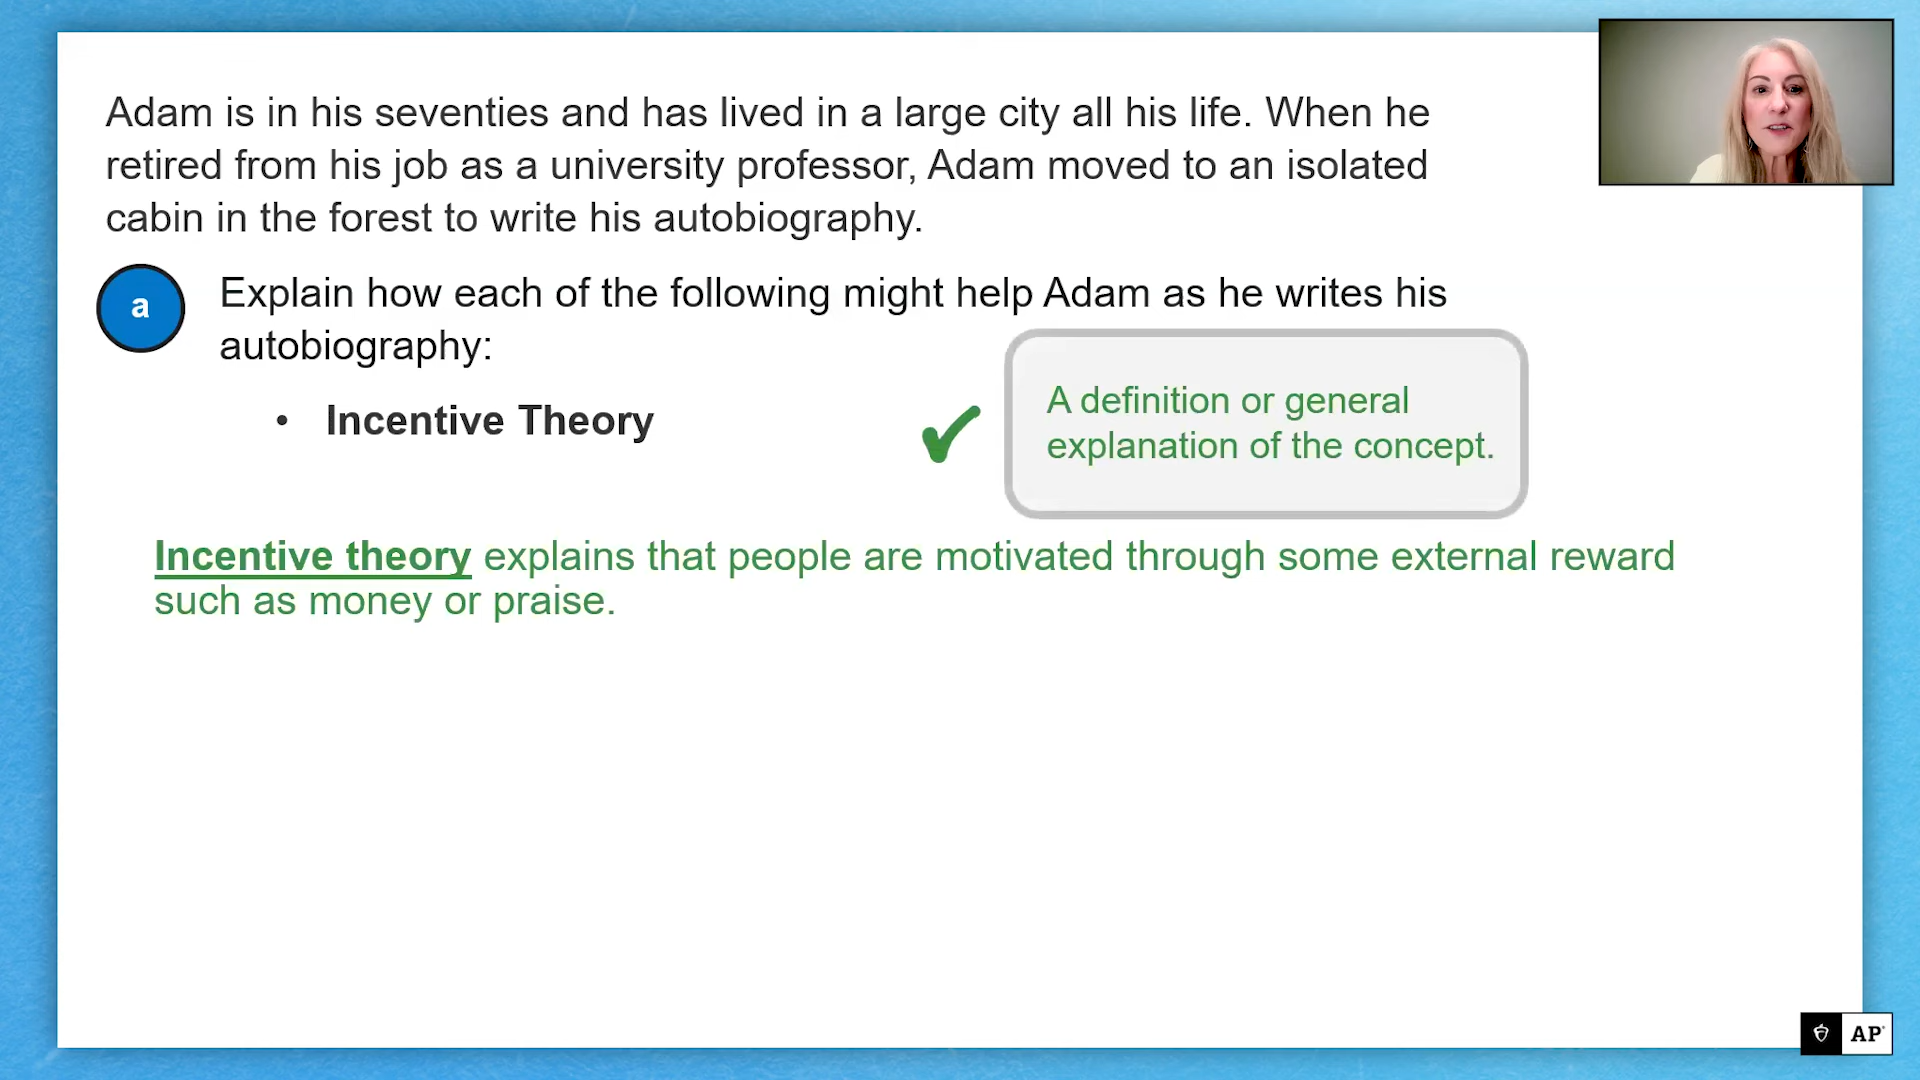 Adam is in his seventies and has lived in a large city all his life. When he
retired from his job as a university professor, Adam moved to an isolated
cabin in the forest to write his autobiography.
a
Explain how each of the following might help Adam as he writes his
autobiography:
• Incentive Theory
A definition or general
explanation of the concept.
Incentive theory explains that people are motivated through some external reward
such as money or praise.
AP